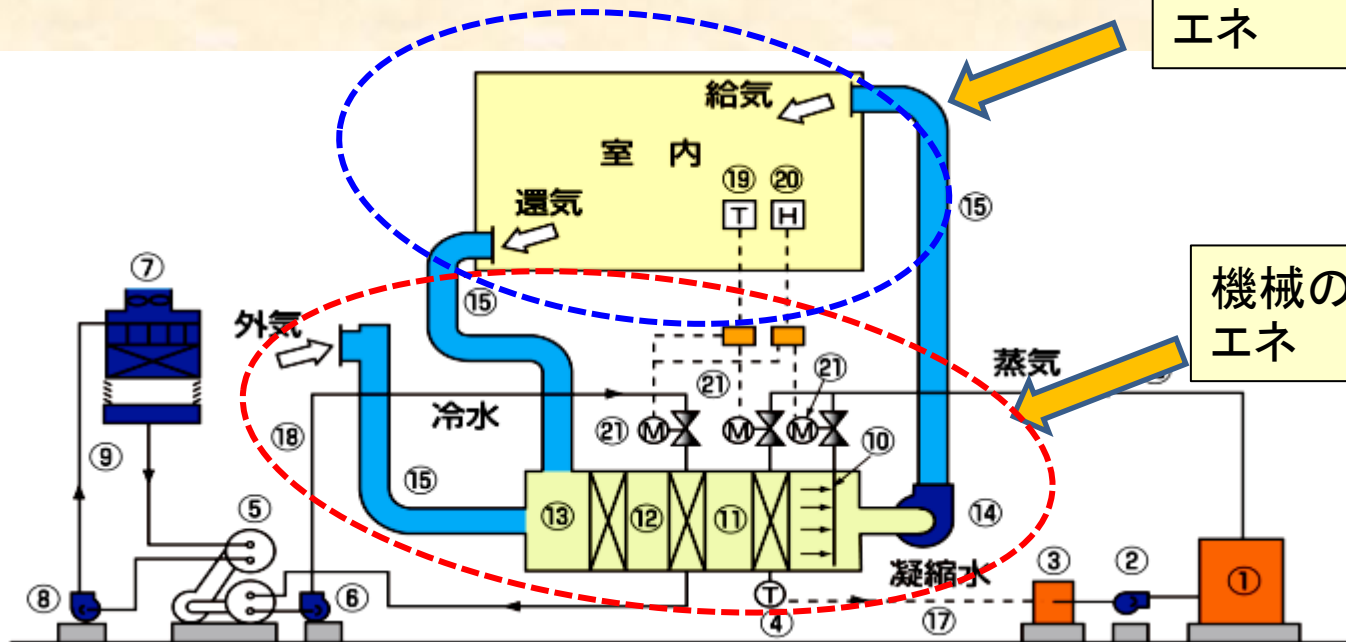 エネ
給気
室 内
⑲ ⑳
T H
還気
⑮
⑦
⑮
機械の
エネ
外気
蒸気
㉑
㉑
冷水
㉑
M
M
M
⑩
⑱
⑨
⑮
⑤
⑬
⑫
⑪
⑭
凝縮水
③
②
①
⑧
⑥
T
④
⑰